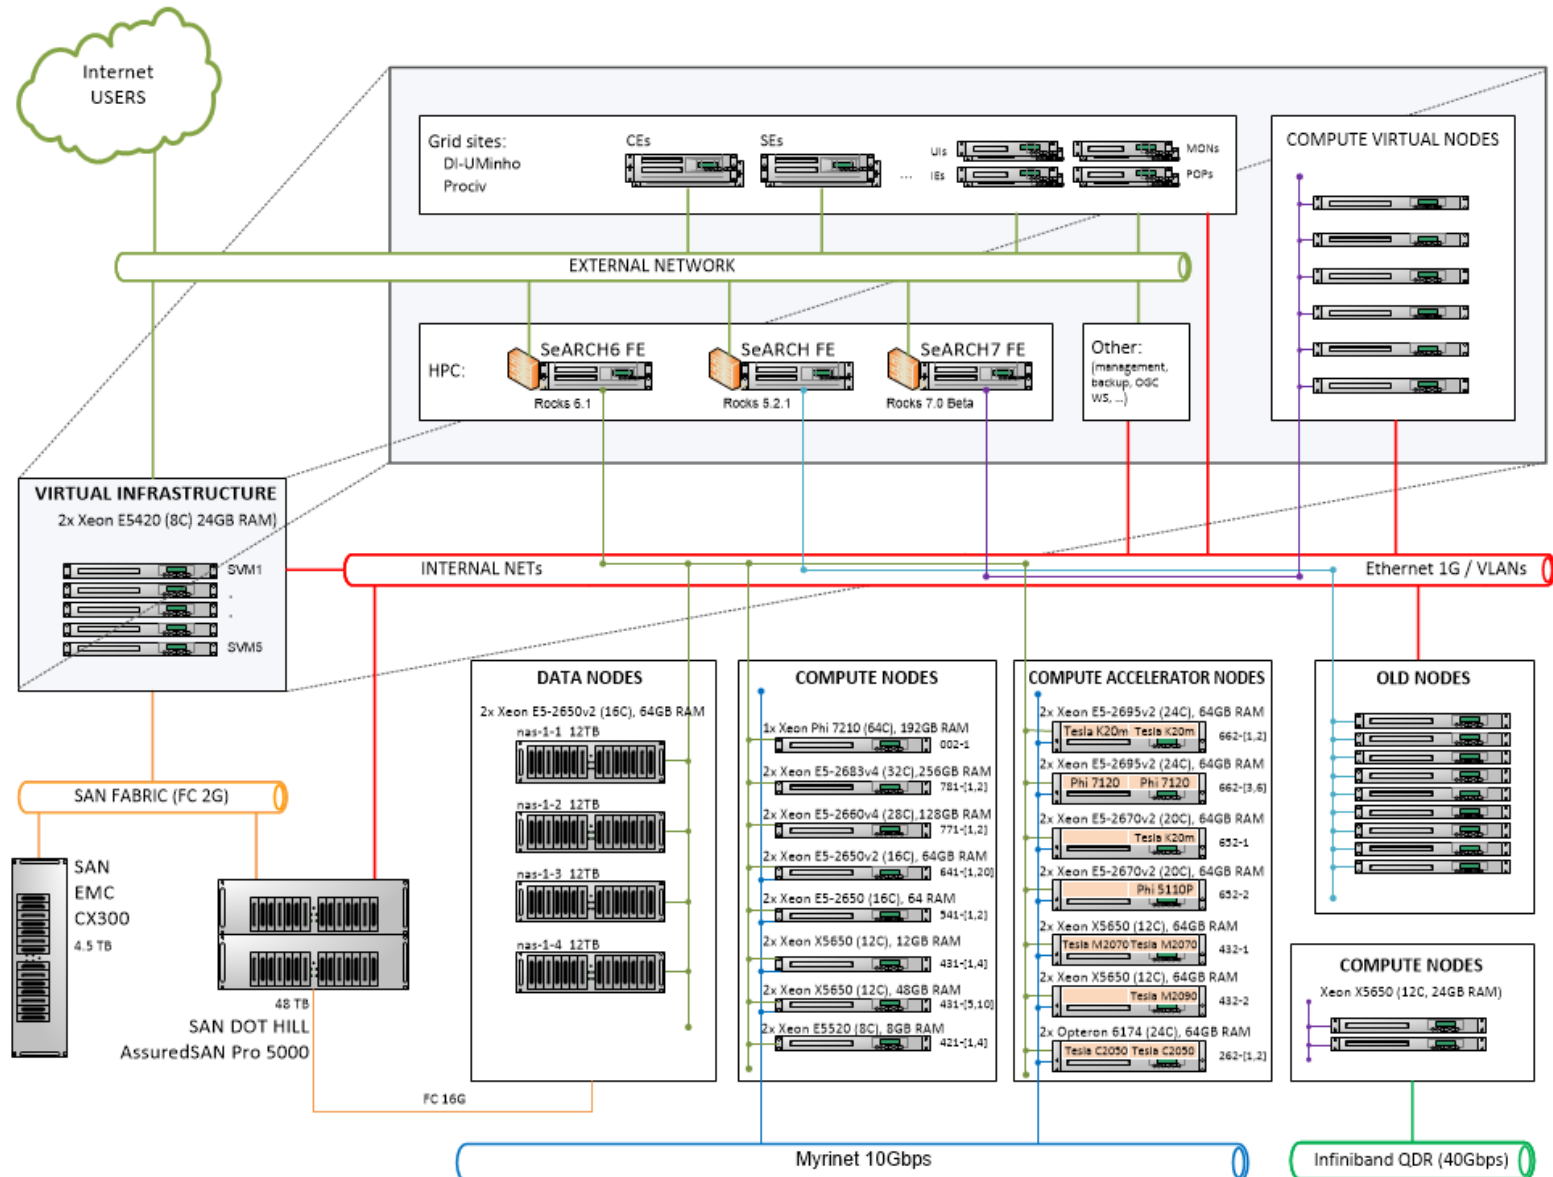 Internet
USERS
Grid sites:
DI-UMinho
Prociv
CEs
SEs
...
UIs
IEs
MONs
POPs
COMPUTE VIRTUAL NODES
EXTERNAL NETWORK
HPC:
SeARCH6 FE
Rocks 6.1
SeARCH FE
Rocks 5.2.1
SeARCH7 FE
Rocks 7.0 Beta
Other:
(management,
backup, OGC
WS, ...)
VIRTUAL INFRASTRUCTURE
2x Xeon E5420 (8C) 24GB RAM)
SVM1
.
.
SVM5
INTERNAL NETs
Ethernet 1G / VLANs
DATA NODES
2x Xeon E5-2650v2 (16C), 64GB RAM
nas-1-1 12TB
nas-1-2 12TB
nas-1-3 12TB
nas-1-4 12TB
COMPUTE NODES
1x Xeon Phi 7210 (64C), 192GB RAM
002-1
2x Xeon E5-2683v4 (32C),256GB RAM
781-[1,2]
2x Xeon E5-2660v4 (28C),128GB RAM
771-[1,2]
2x Xeon E5-2650v2 (16C), 64GB RAM
641-[1,20]
2x Xeon E5-2650 (16C), 64 RAM
541-[1,2]
2x Xeon X5650 (12C), 12GB RAM
431-[1,4]
2x Xeon X5650 (12C), 48GB RAM
431-[5,10]
2x Xeon E5520 (8C), 8GB RAM
421-[1,4]
COMPUTE ACCELERATOR NODES
2x Xeon E5-2695v2 (24C), 64GB RAM
Tesla K20m Tesla K20m
662-[1,2]
2x Xeon E5-2695v2 (24C), 64GB RAM
Phi 7120 Phi 7120
662-[3,6]
2x Xeon E5-2670v2 (20C), 64GB RAM
Tesla K20m
652-1
2x Xeon E5-2670v2 (20C), 64GB RAM
Phi 5110P
652-2
2x Xeon X5650 (12C), 64GB RAM
Tesla M2070 Tesla M2070
432-1
2x Xeon X5650 (12C), 64GB RAM
Tesla M2090
432-2
2x Opteron 6174 (24C), 64GB RAM
Tesla C2050 Tesla C2050
262-[1,2]
OLD NODES
COMPUTE NODES
Xeon X5650 (12C, 24GB RAM)
SAN FABRIC (FC 2G)
SAN
EMC
CX300
4.5 TB
48 TB
SAN DOT HILL
AssuredSAN Pro 5000
FC 16G
Myrinet 10Gbps
Infiniband QDR (40Gbps)